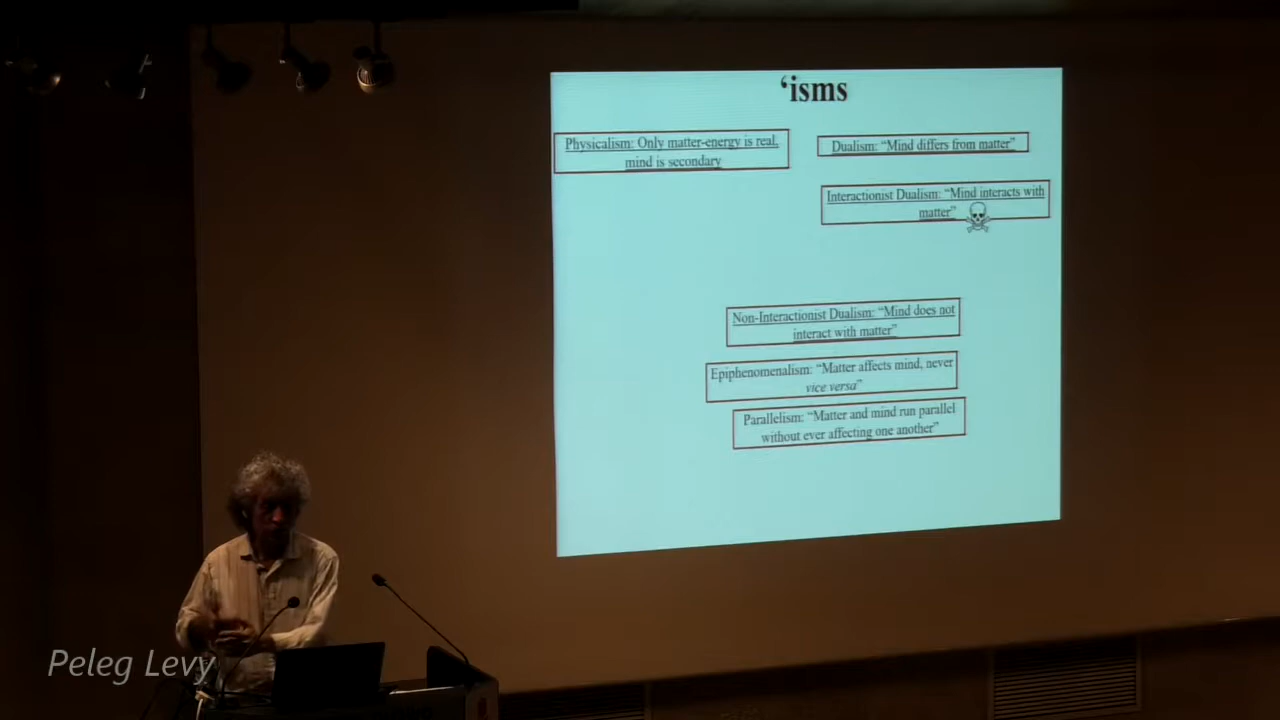 ‘isms
Physicalism: Only matter-energy is real,
mind is secondary
Dualism: “Mind differs from matter”
Interactionist Dualism: “Mind interacts with
matter”
Non-Interactionist Dualism: “Mind does not
interact with matter”
Epiphenomenalism: “Matter affects mind, never
vice versa”
Parallelism: “Matter and mind run parallel
without ever affecting one another”
Peleg Levy